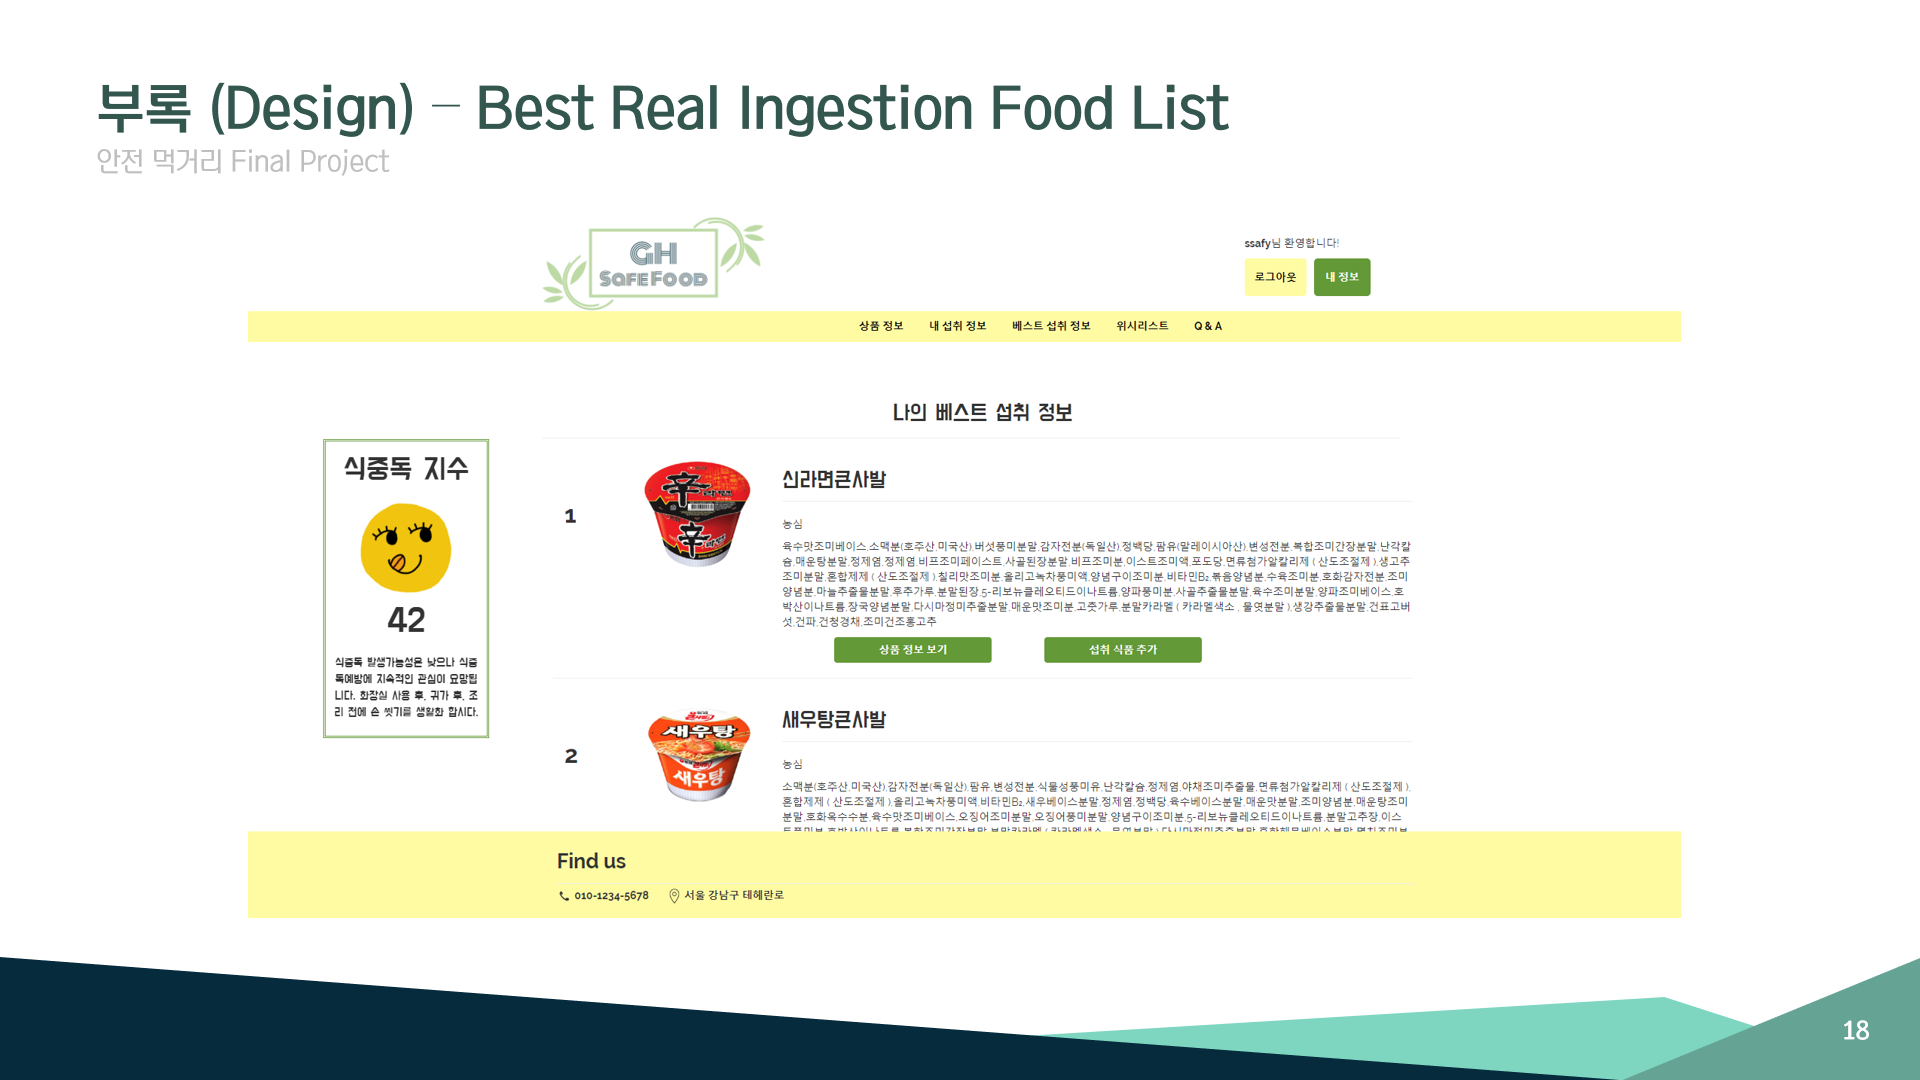 부록 (Design) – Best Real Ingestion Food List
안전 먹거리 Final Project
GH
SAFE FOOD
ssafy님 환영합니다!
로그아웃
내 정보
상품 정보
내 섭취 정보
베스트 섭취 정보
위시리스트
Q & A
나의 베스트 섭취 정보
식중독 지수
42
식중독 발생가능성은 낮으나 식중
독예방에 지속적인 관심이 요망됩
니다. 화장실 사용 후, 귀가 후, 조
리 전에 손 씻기를 생활화 합시다.
1
辛
辛
신라면큰사발
농심
육수맛조미베이스,소맥분(호주산,미국산),버섯풍미분말,감자전분(독일산),정백당,팜유(말레이시아산),변성전분,복합조미간장분말,난각칼
슘,매운탕분말,정제염,정제염,비프조미페이스트,사골된장분말,비프조미분,이스트조미액,포도당,면류첨가알칼리제 ( 산도조절제 ),생고추
조미분말,혼합제제 ( 산도조절제 ),칠리맛조미분,올리고녹차풍미액,양념구이조미분,비타민B2,볶음양념분,수육조미분,호화감자전분,조미
양념분,마늘추출물분말,후추가루,분말된장,5-리보뉴클레오티드이나트륨,양파풍미분,사골추출물분말,육수조미분말,양파조미베이스,호
박산이나트륨,장국양념분말,다시마정미추출분말,매운맛조미분,고춧가루,분말카라멜 ( 카라멜색소 , 물엿분말 ),생강추출물분말,건표고버
섯,건파,건청경채,조미건조홍고추
상품 정보 보기
섭취 식품 추가
2
새우탕
새우탕
새우탕큰사발
농심
소맥분(호주산,미국산),감자전분(독일산),팜유,변성전분,식물성풍미유,난각칼슘,정제염,야채조미추출물,면류첨가알칼리제 ( 산도조절제 ),
혼합제제 ( 산도조절제 ),올리고녹차풍미액,비타민B2,새우베이스분말,정제염,정백당,육수베이스분말,매운맛분말,조미양념분,매운탕조미
분말,호화옥수수분,육수맛조미베이스,오징어조미분말,오징어풍미분말,양념구이조미분,5-리보뉴클레오티드이나트륨,분말고추장,이스
Find us
010-1234-5678
서울 강남구 테헤란로
18